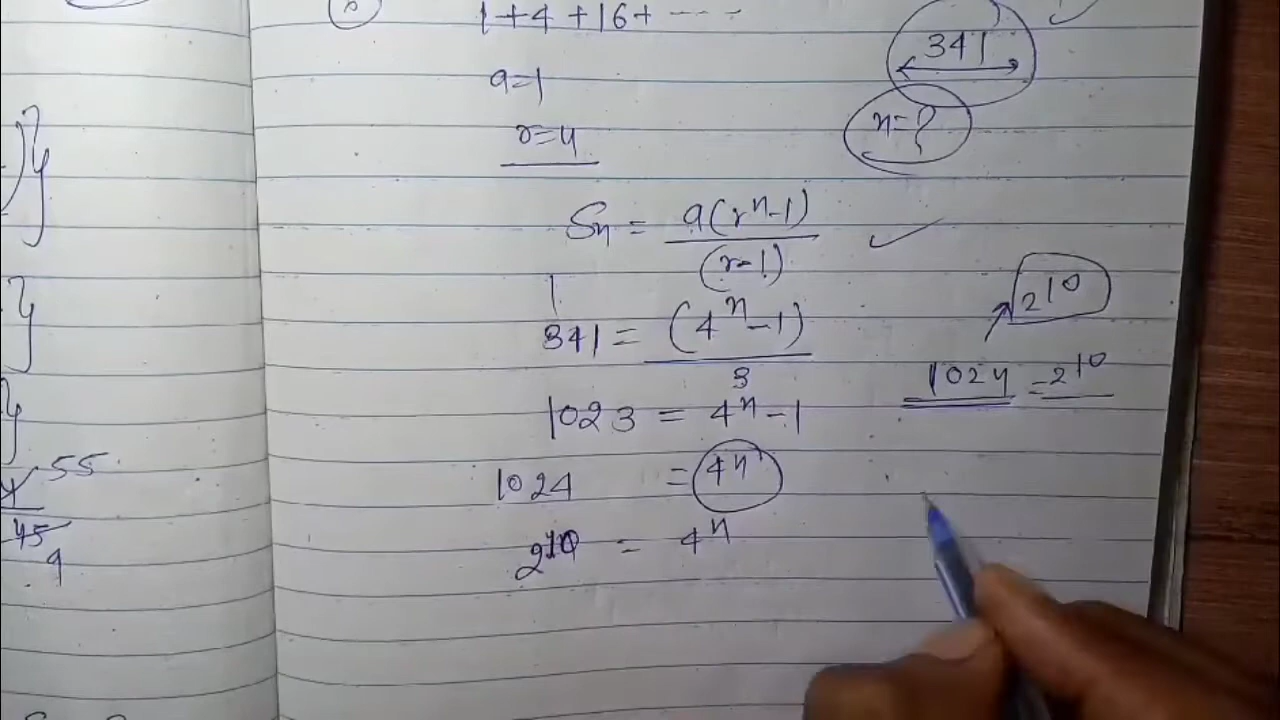 1+4+16+ ----
341
a=1
n=?
r=4
Sn = a(r^n-1)
(r-1)
2^10
341 = (4^n-1)
3
1024 = 2^10
1023 = 4^n-1
55
1024 = 4^n
45
2^10 = 4^n
9